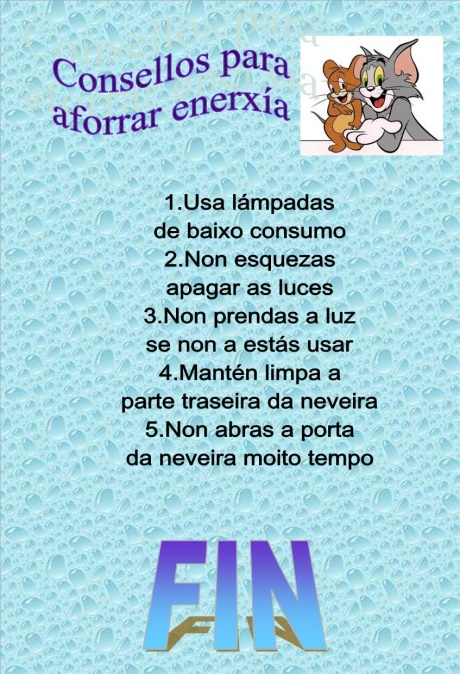 Consellos para
aforrar enerxía
1.Usa lámpadas
de baixo consumo
2.Non esquezas
apagar as luces
3.Non prendas a luz
se non a estás usar
4.Mantén limpa a
parte traseira da neveira
5.Non abras a porta
da neveira moito tempo
FIN